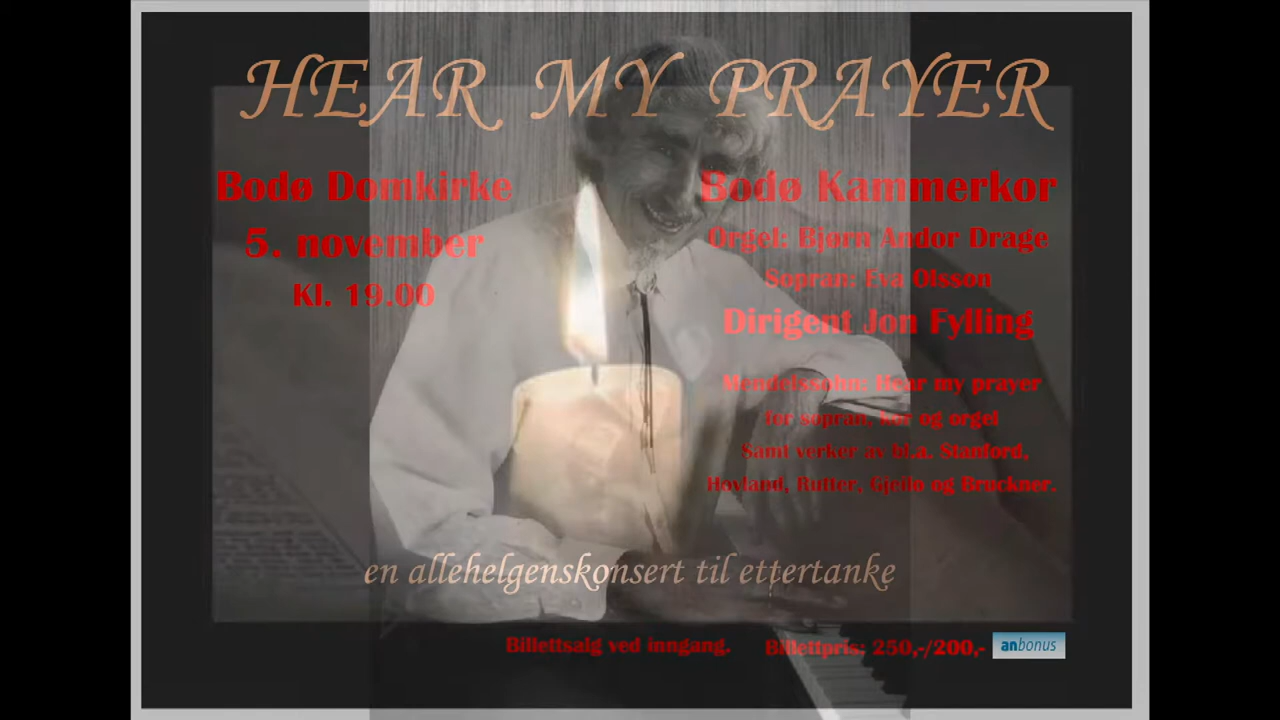 HEAR MY PRAYER
Bodø Domkirke
5. november
Kl. 19.00
Bodø Kammerkor
Orgel: Bjørn Andor Drage
Sopran: Eva Olsson
Dirigent Jon Fylling
Mendelssohn: Hear my prayer
for sopran, kor og orgel
Samt verker av bl.a. Stanford,
Hovland, Rutter, Gjeilo og Bruckner.
en allehelgenskonsert til ettertanke
Billettsalg ved inngang.
Billettpris: 250,-/200,-
anbonus